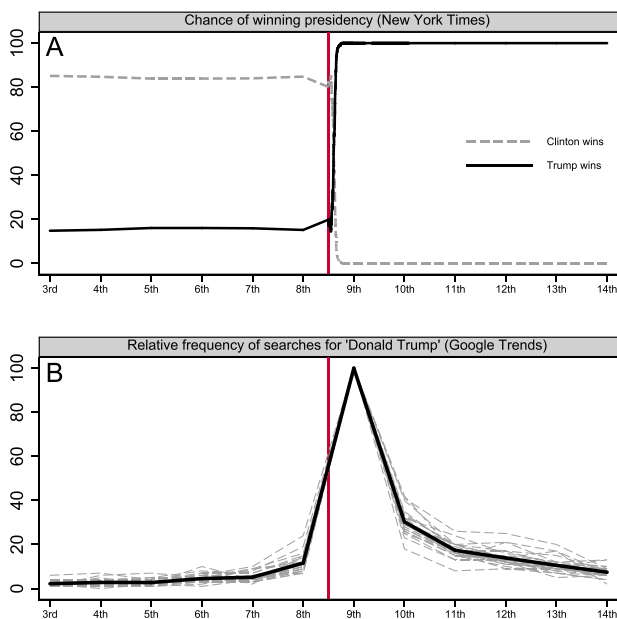 Chance of winning presidency (New York Times)
A
100
80
60
40
20
0
Clinton wins
Trump wins
3rd 4th 5th 6th 7th 8th 9th 10th 11th 12th 13th 14th
Relative frequency of searches for 'Donald Trump' (Google Trends)
B
100
80
60
40
20
0
3rd 4th 5th 6th 7th 8th 9th 10th 11th 12th 13th 14th